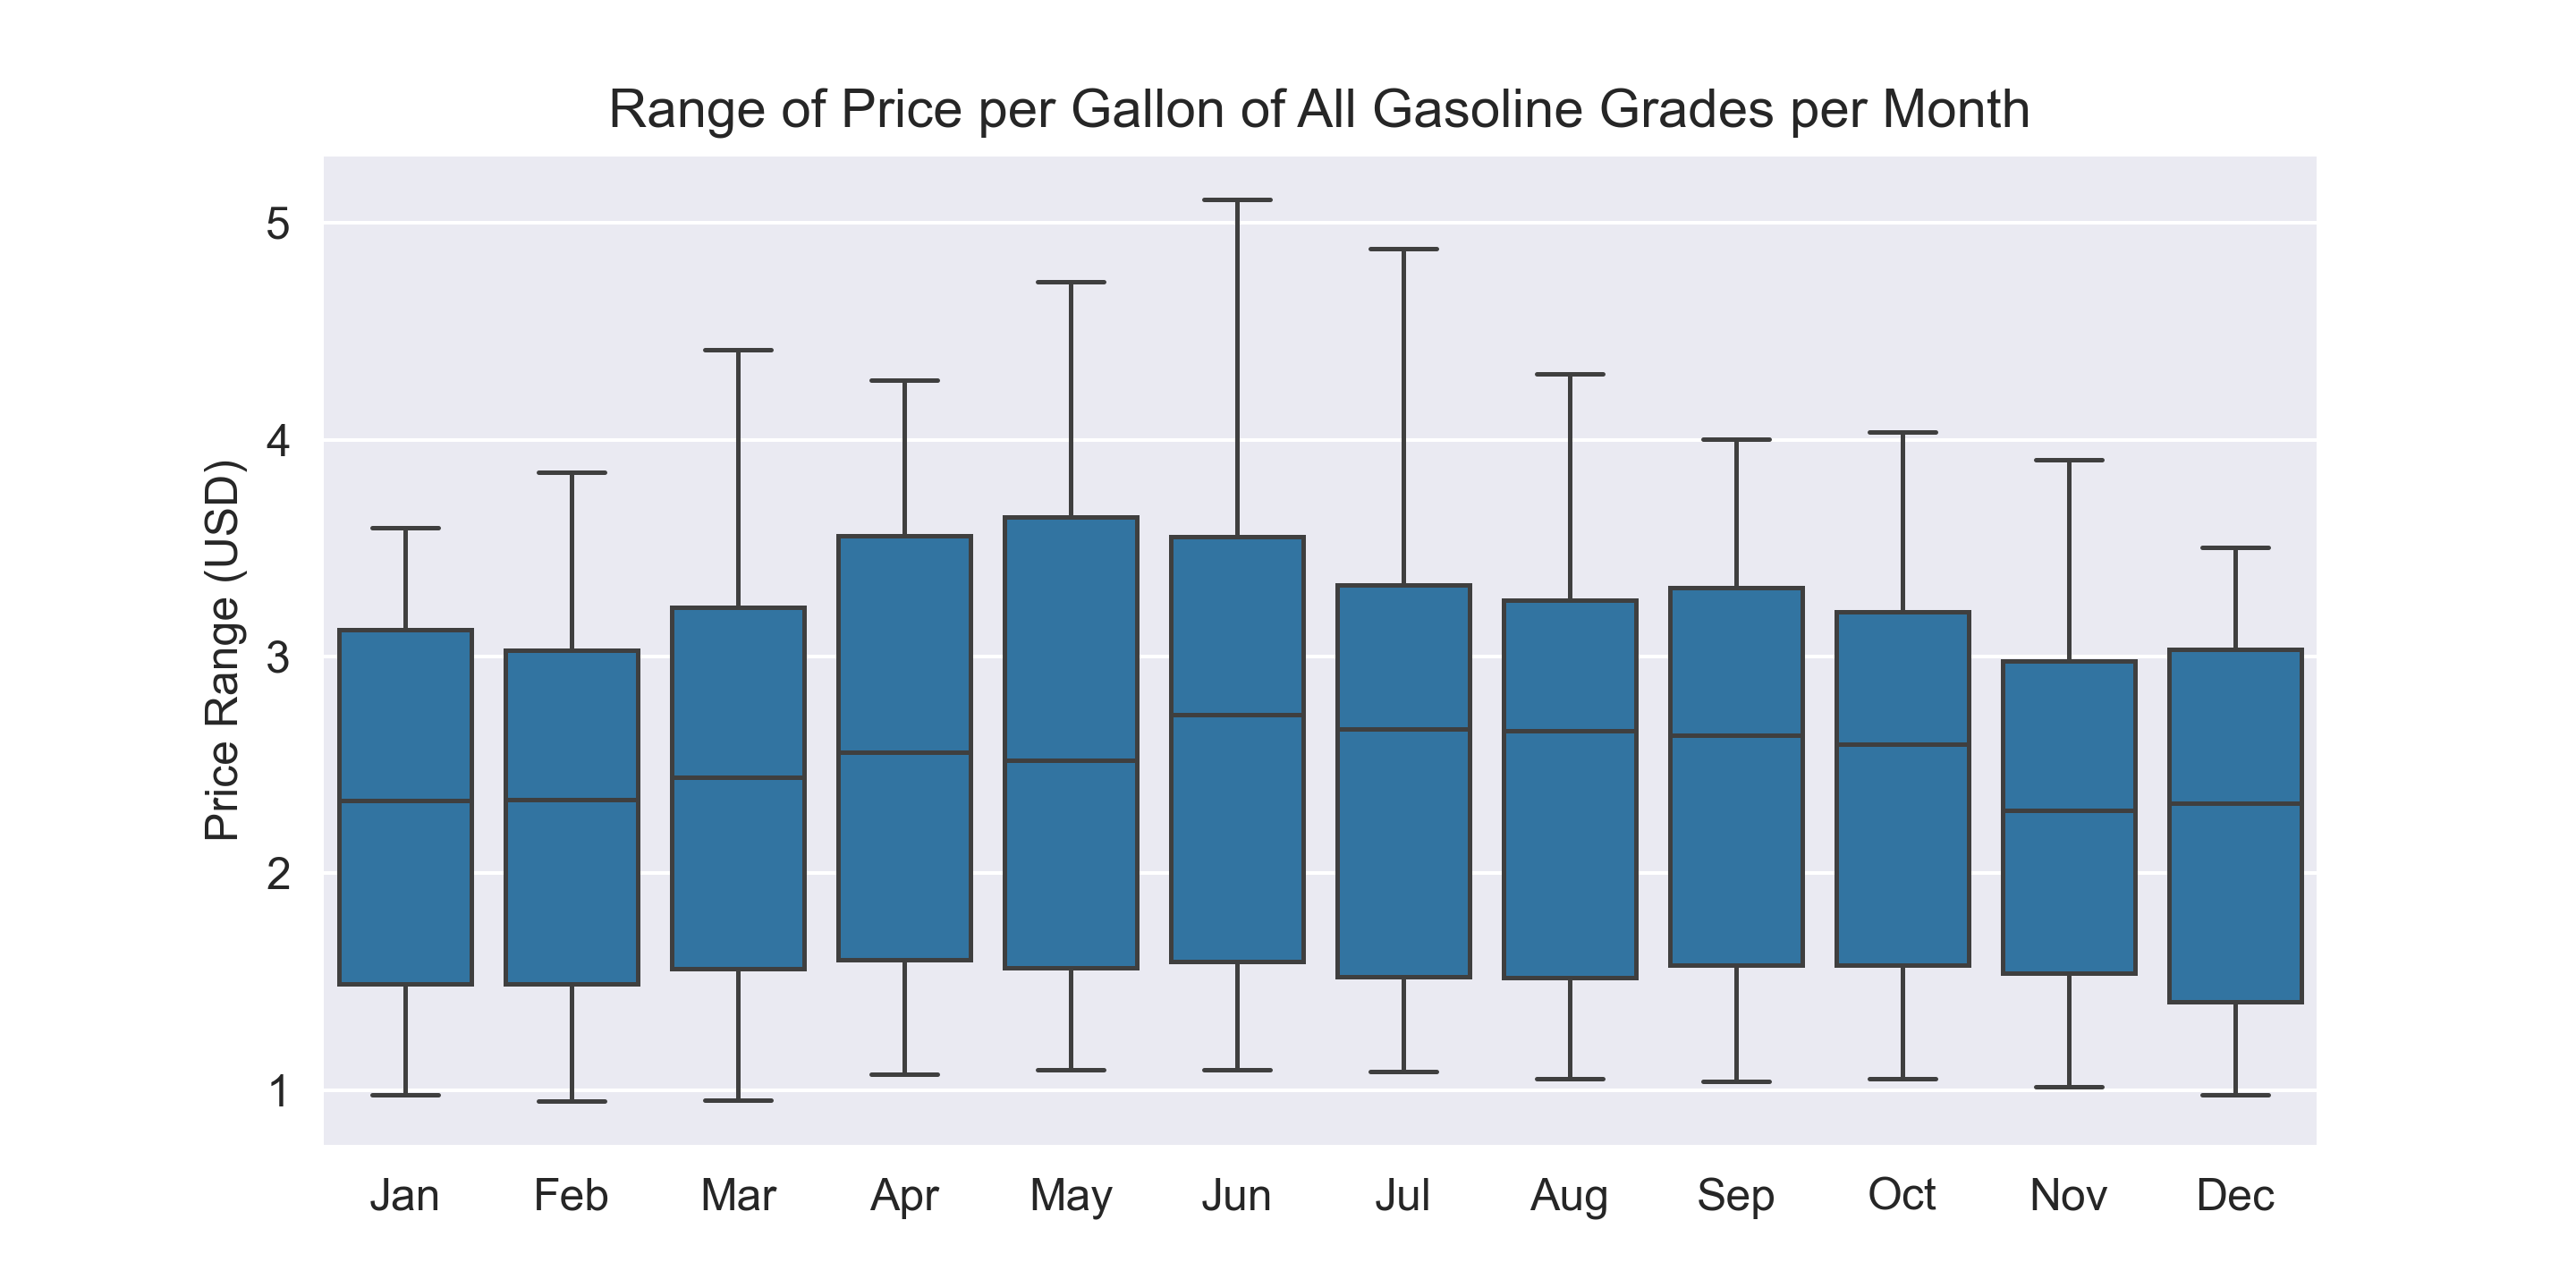 Range of Price per Gallon of All Gasoline Grades per Month
Price Range (USD)
5
4
3
2
1
Jan Feb Mar Apr May Jun Jul Aug Sep Oct Nov Dec